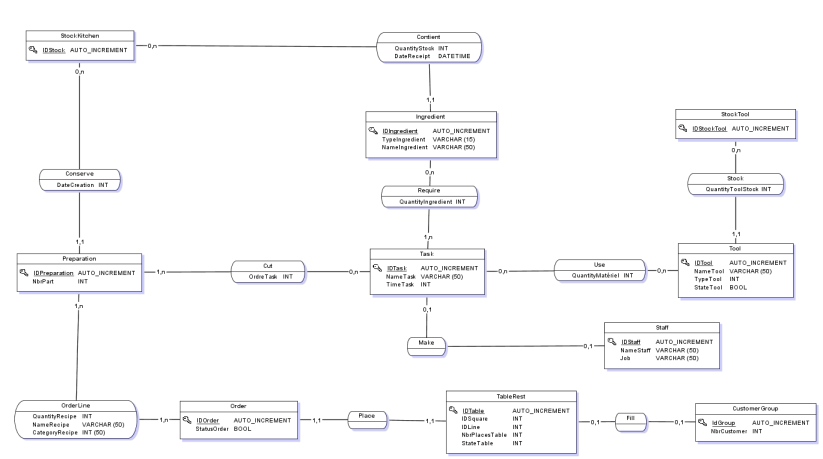 StockKitchen
IDStock AUTO_INCREMENT
0,n
0,n
Contient
QuantityStock INT
DateReceipt DATETIME
1,1
Ingredient
IDIngredient AUTO_INCREMENT
TypeIngredient VARCHAR (15)
NameIngredient VARCHAR (50)
StockTool
IDStockTool AUTO_INCREMENT
0,n
0,n
Conserve
DateCreation INT
Require
QuantityIngredient INT
Stock
QuantityToolStock INT
1,1
1,n
1,1
Preparation
IDPreparation AUTO_INCREMENT
NbrPart INT
1,n
Cut
OrdreTask INT
0,n
Task
IDTask AUTO_INCREMENT
NameTask VARCHAR (50)
TimeTask INT
0,n
Use
QuantityMatériel INT
0,n
Tool
IDTool AUTO_INCREMENT
NameTool VARCHAR (50)
TypeTool INT
StateTool BOOL
1,n
0,1
Make
0,1
Staff
IDStaff AUTO_INCREMENT
NameStaff VARCHAR (50)
Job VARCHAR (50)
OrderLine
QuantityRecipe INT
NameRecipe VARCHAR (50)
CategoryRecipe INT (50)
1,n
Order
IDOrder AUTO_INCREMENT
StatusOrder BOOL
1,1
Place
1,1
TableRest
IDTable AUTO_INCREMENT
IDSquare INT
IDLine INT
NbrPlacesTable INT
StateTable INT
0,1
Fill
0,1
CustomerGroup
IdGroup AUTO_INCREMENT
NbrCustomer INT